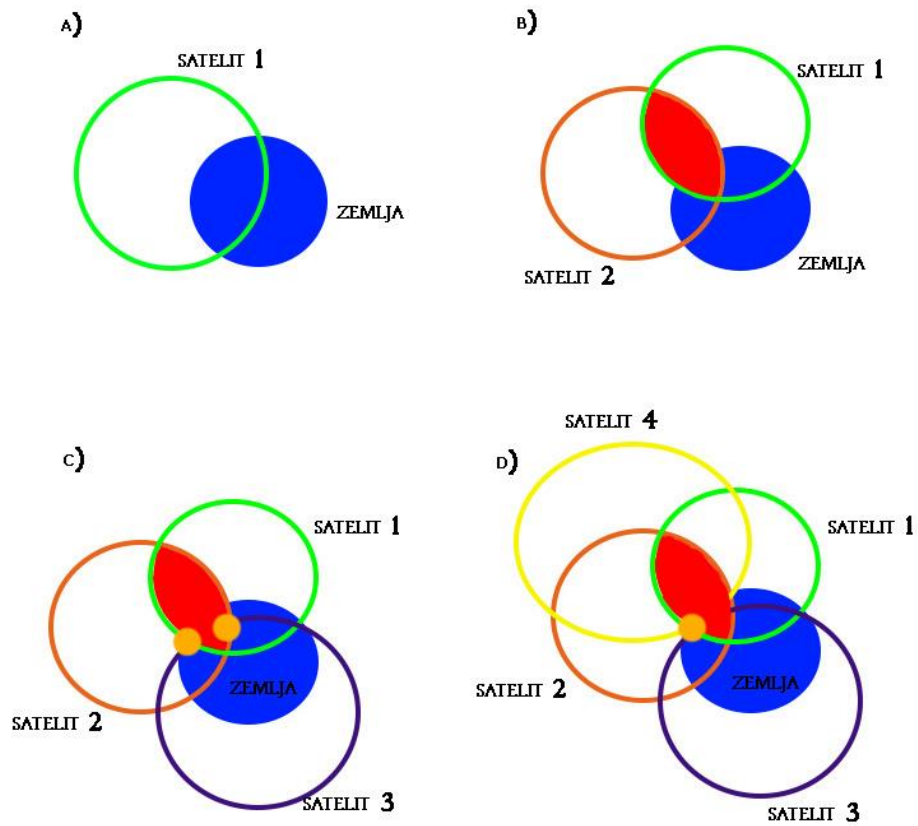 A)
SATELIT 1
ZEMLJA
B)
SATELIT 1
SATELIT 2
ZEMLJA
C)
SATELIT 1
ZEMLJA
SATELIT 2
SATELIT 3
D)
SATELIT 4
SATELIT 1
SATELIT 2
ZEMLJA
SATELIT 3